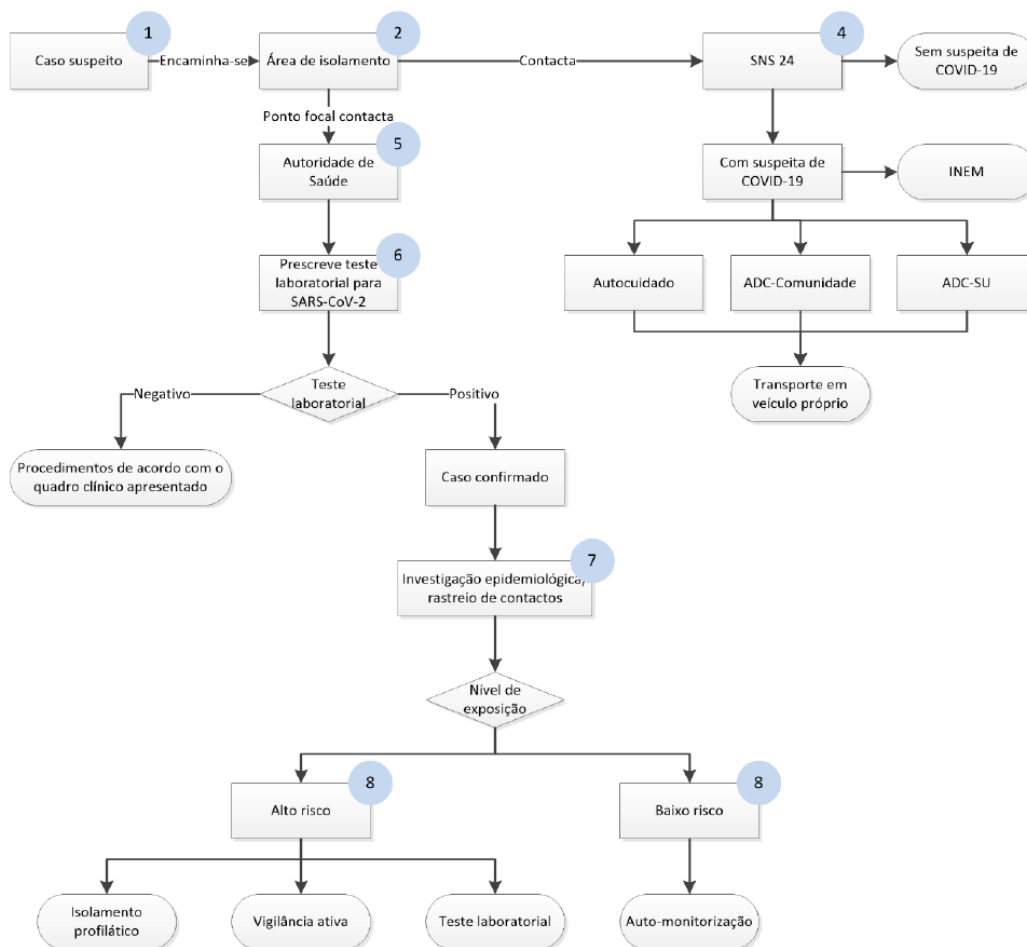 1
2
4
Caso suspeito
Encaminha-se
Área de isolamento
Contacta
SNS 24
Sem suspeita de
COVID-19
Ponto focal contacta
5
Autoridade de
Saúde
Com suspeita de
COVID-19
INEM
6
Prescreve teste
laboratorial para
SARS-CoV-2
Autocuidado
ADC-Comunidade
ADC-SU
Negativo
Teste
laboratorial
Positivo
Transporte em
veículo próprio
Procedimentos de acordo com o
quadro clínico apresentado
Caso confirmado
7
Investigação epidemiológica/
rastreio de contactos
Nível de
exposição
8
8
Alto risco
Baixo risco
Isolamento
profilático
Vigilância ativa
Teste laboratorial
Auto-monitorização